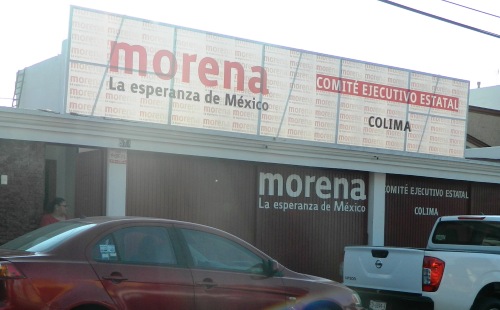 morena
La esperanza de México
COMITÉ EJECUTIVO ESTATAL
COLIMA
morena
La esperanza de México
COMITÉ EJECUTIVO ESTATAL
COLIMA